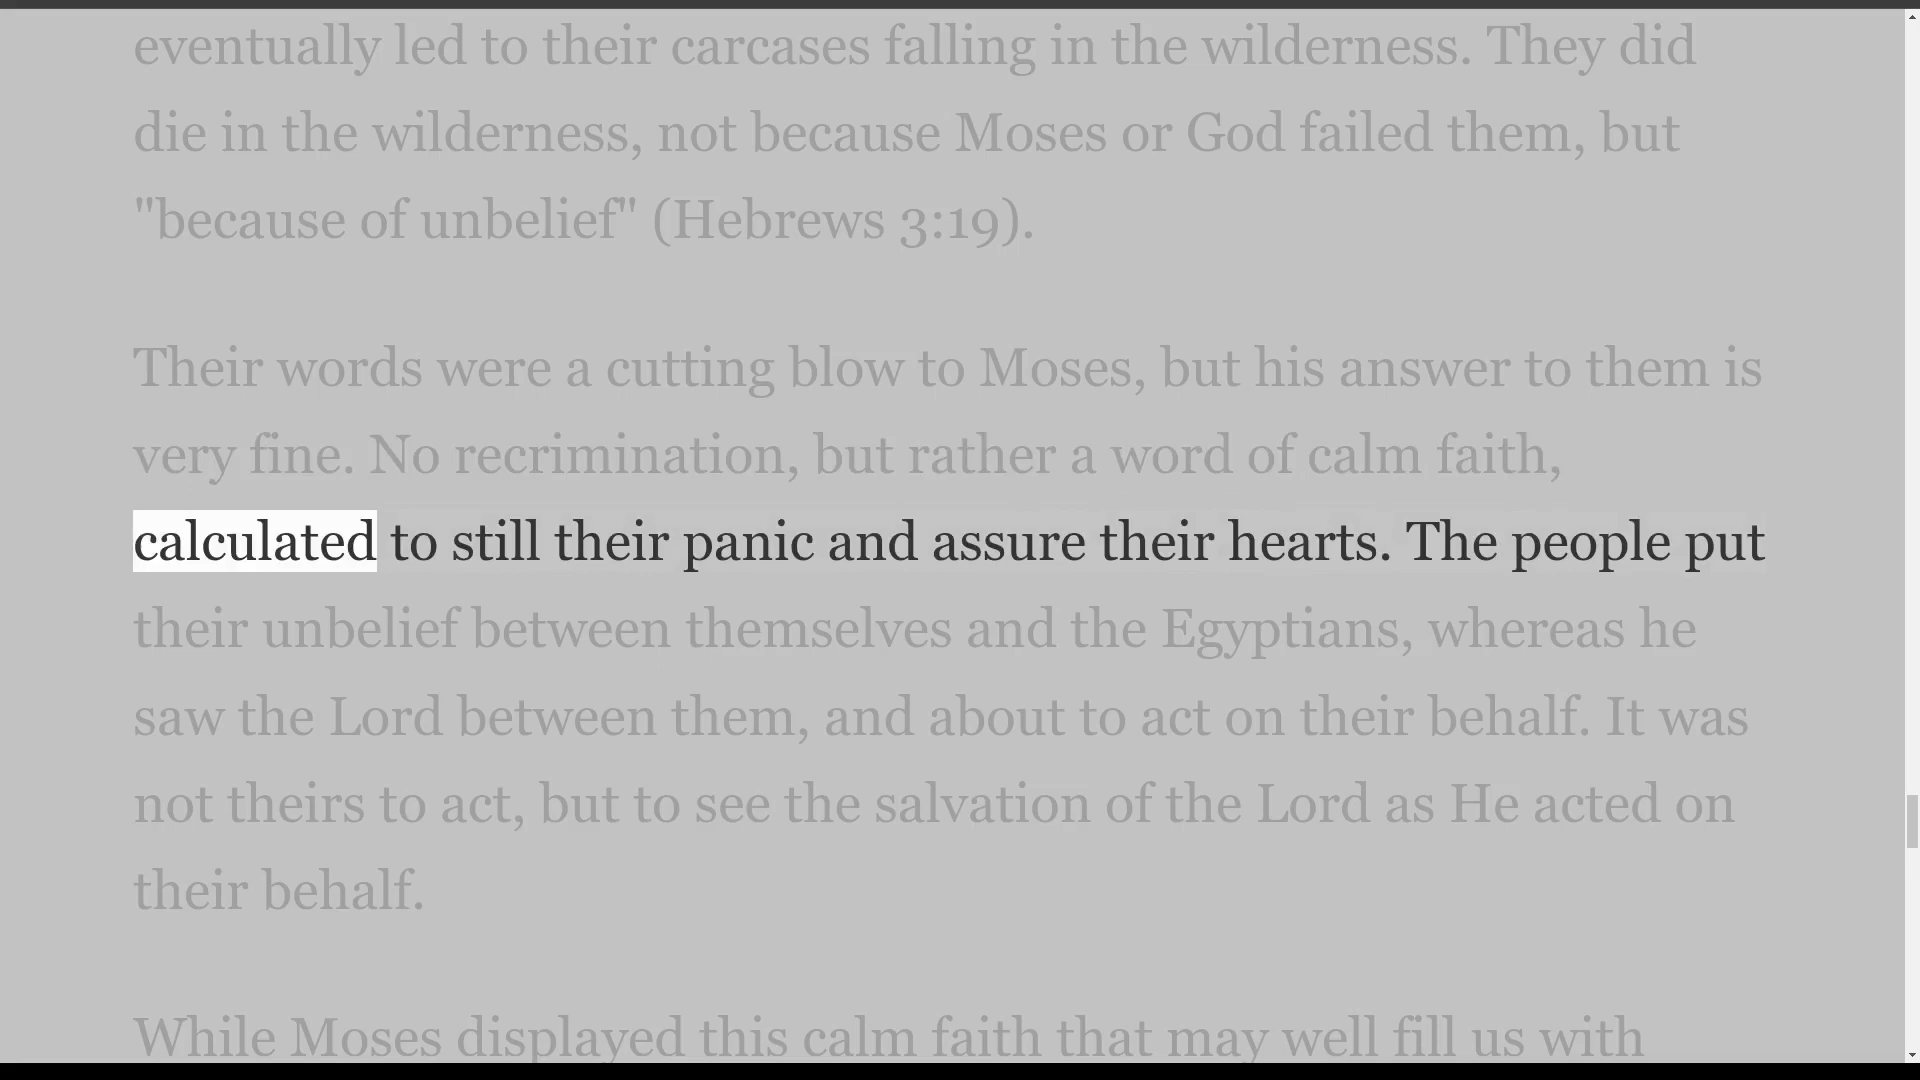 eventually led to their carcases falling in the wilderness. They did
die in the wilderness, not because Moses or God failed them, but
"because of unbelief" (Hebrews 3:19).
Their words were a cutting blow to Moses, but his answer to them is
very fine. No recrimination, but rather a word of calm faith,
calculated to still their panic and assure their hearts. The people put
their unbelief between themselves and the Egyptians, whereas he
saw the Lord between them, and about to act on their behalf. It was
not theirs to act, but to see the salvation of the Lord as He acted on
their behalf.
While Moses displayed this calm faith that may well fill us with